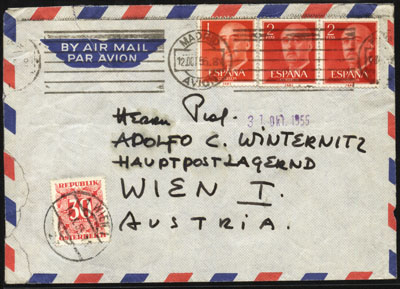 BY AIR MAIL
PAR AVION
MADRID
12.OCT.55
AVION
2
2
ESPAÑA
ESPAÑA
ESPAÑA
31. OKT. 1955
Herrn Prof.
ADOLFO C. WINTERNITZ
HAUPTPOSTLAGERND
WIEN I.
AUSTRIA.
REPUBLIK
30
ÖSTERREICH
WIEN